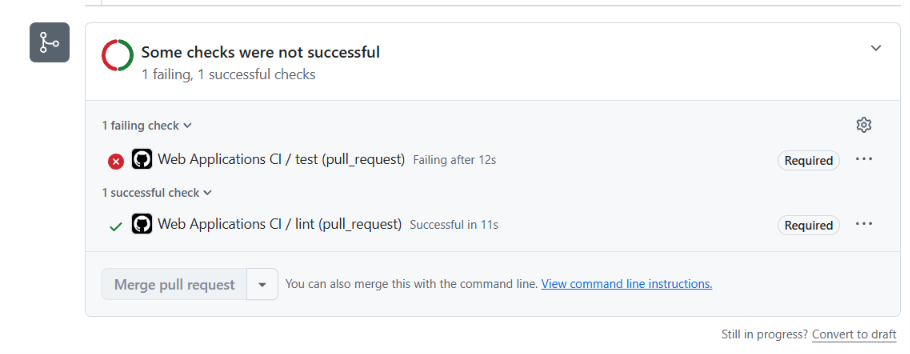 Some checks were not successful
1 failing, 1 successful checks
1 failing check
Web Applications CI / test (pull_request) Failing after 12s Required
1 successful check
Web Applications CI / lint (pull_request) Successful in 11s Required
Merge pull request You can also merge this with the command line. View command line instructions.
Still in progress? Convert to draft